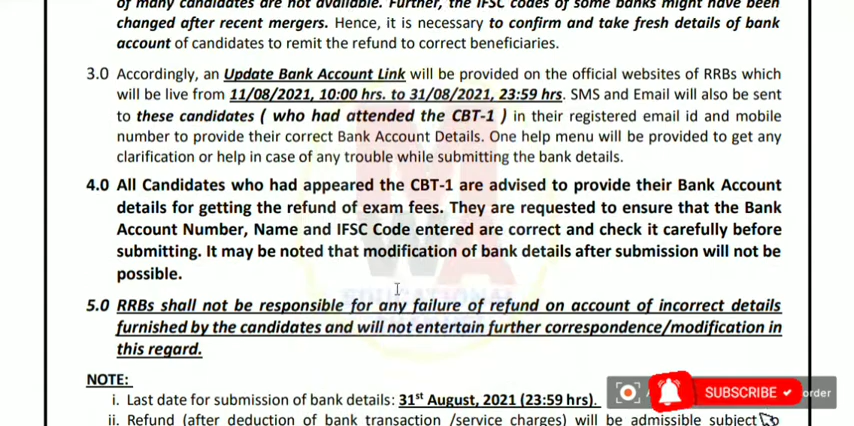 of many candidates are not available. Further, the IFSC codes of some banks might have been
changed after recent mergers. Hence, it is necessary to confirm and take fresh details of bank
account of candidates to remit the refund to correct beneficiaries.
3.0 Accordingly, an Update Bank Account Link will be provided on the official websites of RRBs which
will be live from 11/08/2021, 10:00 hrs. to 31/08/2021, 23:59 hrs. SMS and Email will also be sent
to these candidates ( who had attended the CBT-1 ) in their registered email id and mobile
number to provide their correct Bank Account Details. One help menu will be provided to get any
clarification or help in case of any trouble while submitting the bank details.
4.0 All Candidates who had appeared the CBT-1 are advised to provide their Bank Account
details for getting the refund of exam fees. They are requested to ensure that the Bank
Account Number, Name and IFSC Code entered are correct and check it carefully before
submitting. It may be noted that modification of bank details after submission will not be
possible.
5.0 RRBs shall not be responsible for any failure of refund on account of incorrect details
furnished by the candidates and will not entertain further correspondence/modification in
this regard.
NOTE:
i. Last date for submission of bank details: 31st August, 2021 (23:59 hrs).
SUBSCRIBE
order
ii. Refund (after deduction of bank transaction /service charges) will be admissible subject